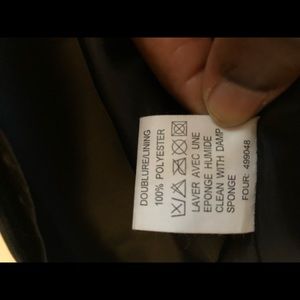 DOUBLURE/LINING
100% POLYESTER
LAVER AVEC UNE
EPONGE HUMIDE
CLEAN WITH DAMP
SPONGE
FOUR: 499048